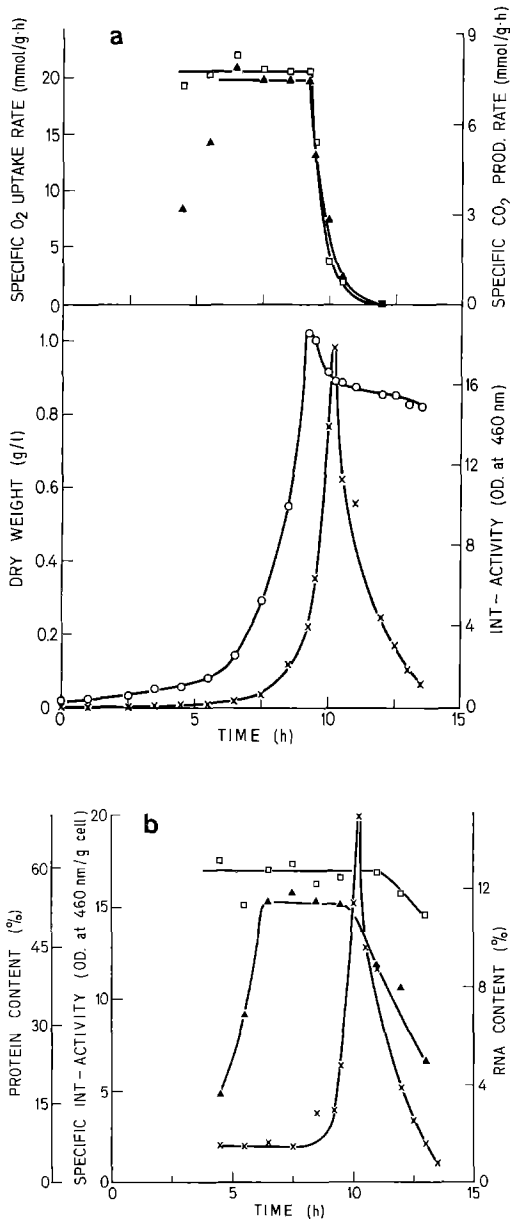 a
SPECIFIC O2 UPTAKE RATE (mmol/g·h)
20
15
10
5
0
9
6
3
0
SPECIFIC CO2 PROD. RATE (mmol/g·h)
DRY WEIGHT (g/l)
1.0
0.8
0.6
0.4
0.2
0
16
12
8
4
0
INT-ACTIVITY (OD. at 460 nm)
0 5 10 15
TIME (h)
b
PROTEIN CONTENT (%)
60
45
30
15
0
SPECIFIC INT-ACTIVITY (OD. at 460 nm/g cell)
20
15
10
5
0
12
8
4
0
RNA CONTENT (%)
0 5 10 15
TIME (h)